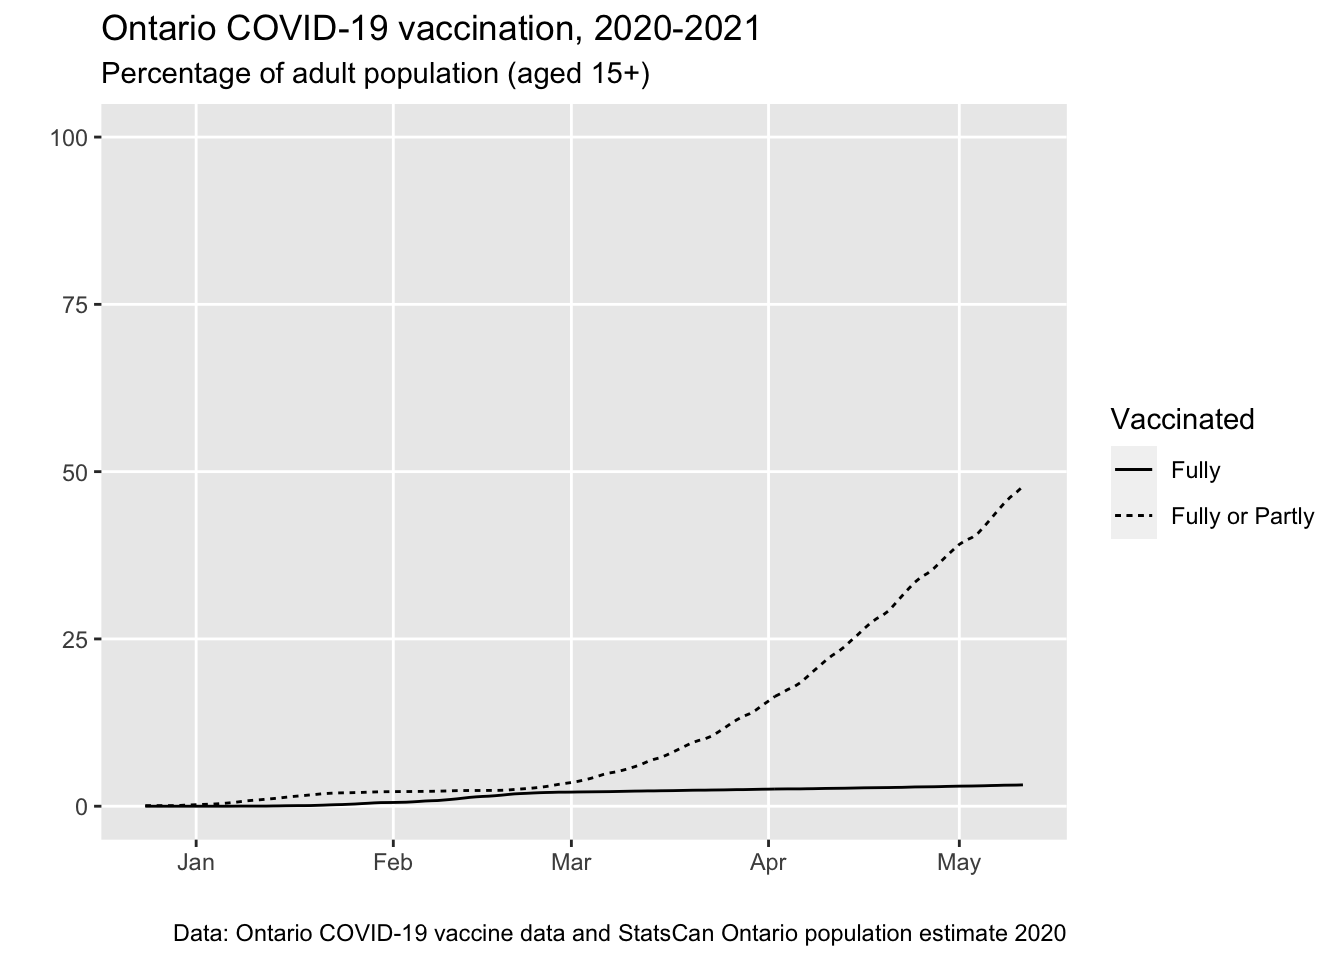 Ontario COVID-19 vaccination, 2020-2021
Percentage of adult population (aged 15+)
100
75
50
25
0
Jan Feb Mar Apr May
Vaccinated
Fully
Fully or Partly
Data: Ontario COVID-19 vaccine data and StatsCan Ontario population estimate 2020